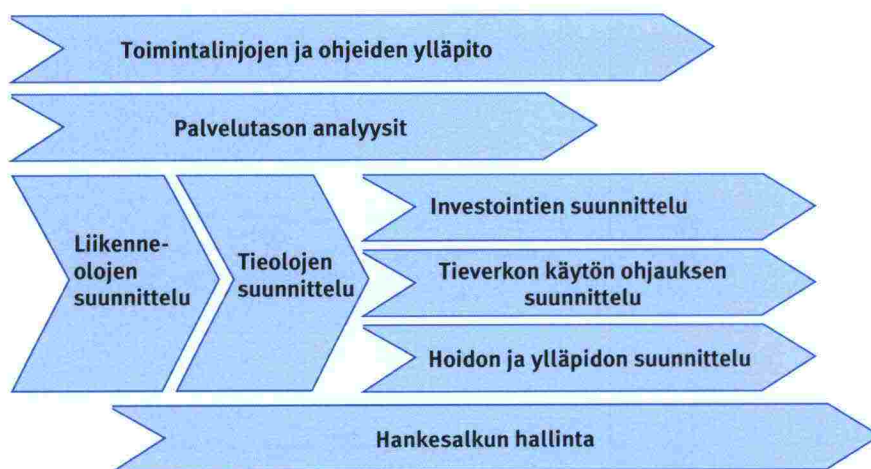 Toimintalinjojen ja ohjeiden ylläpito
Palvelutason analyysit
Liikenne-
olojen
suunnittelu
Tieolojen
suunnittelu
Investointien suunnittelu
Tieverkon käytön ohjauksen
suunnittelu
Hoidon ja ylläpidon suunnittelu
Hankesalkun hallinta